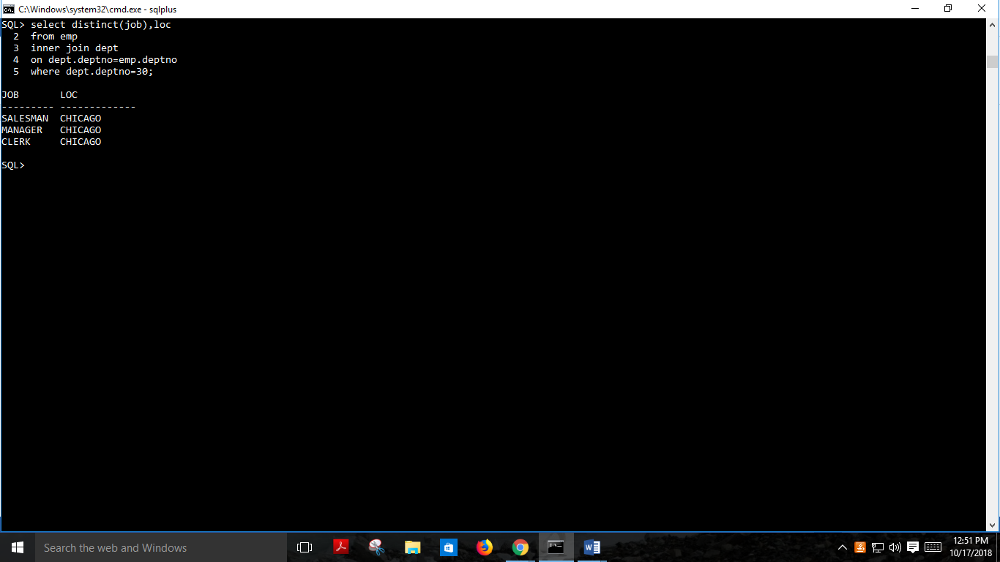 C:\Windows\system32\cmd.exe - sqlplus
SQL> select distinct(job),loc
  2  from emp
  3  inner join dept
  4  on dept.deptno=emp.deptno
  5  where dept.deptno=30;
JOB       LOC
--------- -------------
SALESMAN  CHICAGO
MANAGER   CHICAGO
CLERK     CHICAGO
SQL>
Search the web and Windows
12:51 PM
10/17/2018